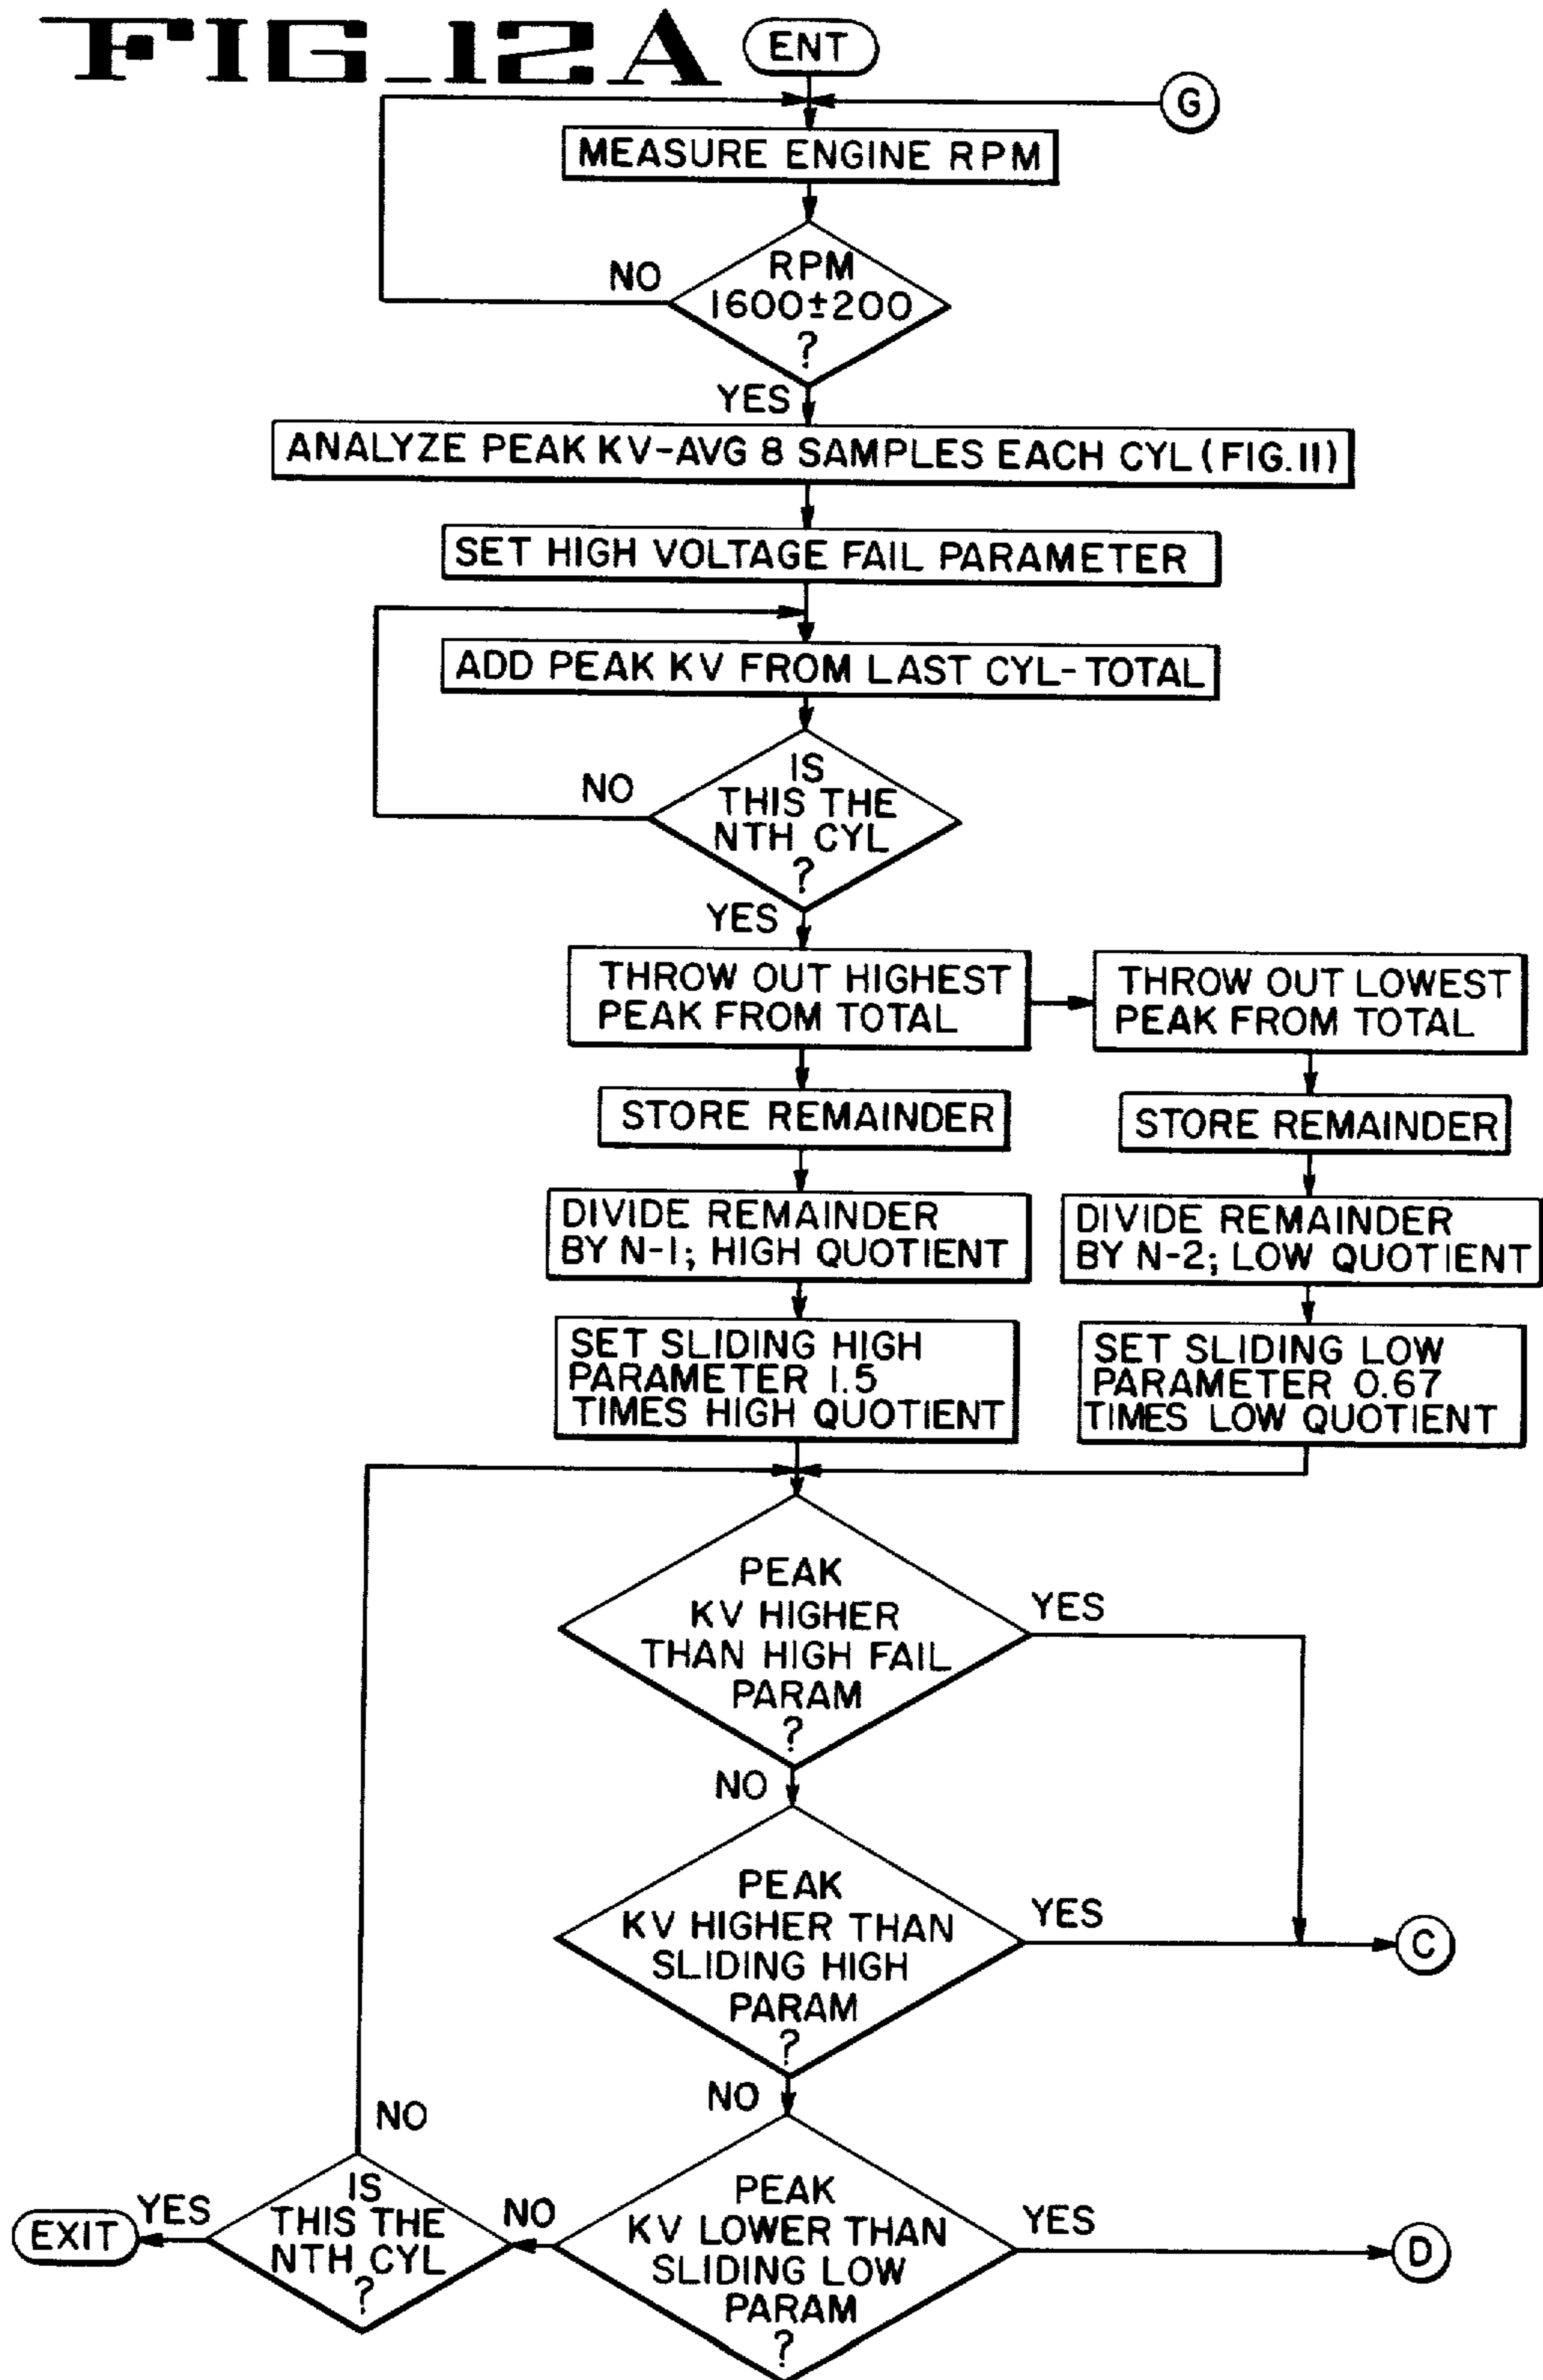 FIG_12A
ENT
G
MEASURE ENGINE RPM
RPM
1600±200
?
NO
YES
ANALYZE PEAK KV-AVG 8 SAMPLES EACH CYL (FIG.11)
SET HIGH VOLTAGE FAIL PARAMETER
ADD PEAK KV FROM LAST CYL-TOTAL
IS
THIS THE
NTH CYL
?
NO
YES
THROW OUT HIGHEST
PEAK FROM TOTAL
THROW OUT LOWEST
PEAK FROM TOTAL
STORE REMAINDER
STORE REMAINDER
DIVIDE REMAINDER
BY N-1; HIGH QUOTIENT
DIVIDE REMAINDER
BY N-2; LOW QUOTIENT
SET SLIDING HIGH
PARAMETER 1.5
TIMES HIGH QUOTIENT
SET SLIDING LOW
PARAMETER 0.67
TIMES LOW QUOTIENT
PEAK
KV HIGHER
THAN HIGH FAIL
PARAM
?
YES
NO
PEAK
KV HIGHER THAN
SLIDING HIGH
PARAM
?
YES
C
NO
PEAK
KV LOWER THAN
SLIDING LOW
PARAM
?
YES
D
NO
IS
THIS THE
NTH CYL
?
NO
YES
EXIT